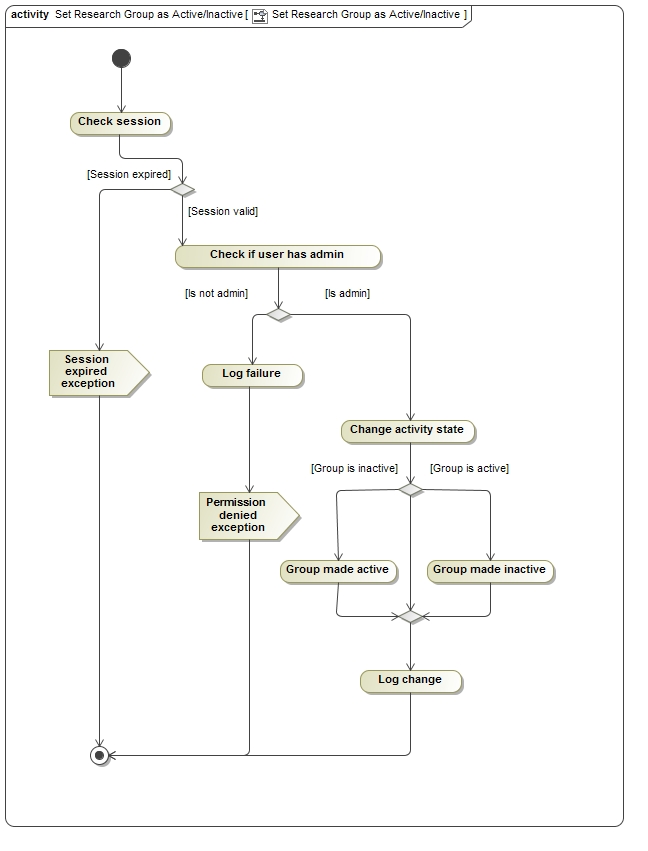 activity Set Research Group as Active/Inactive [ Set Research Group as Active/Inactive ]
Check session
[Session expired]
[Session valid]
Check if user has admin
[Is not admin]
[Is admin]
Session
expired
exception
Log failure
Change activity state
[Group is inactive]
[Group is active]
Permission
denied
exception
Group made active
Group made inactive
Log change